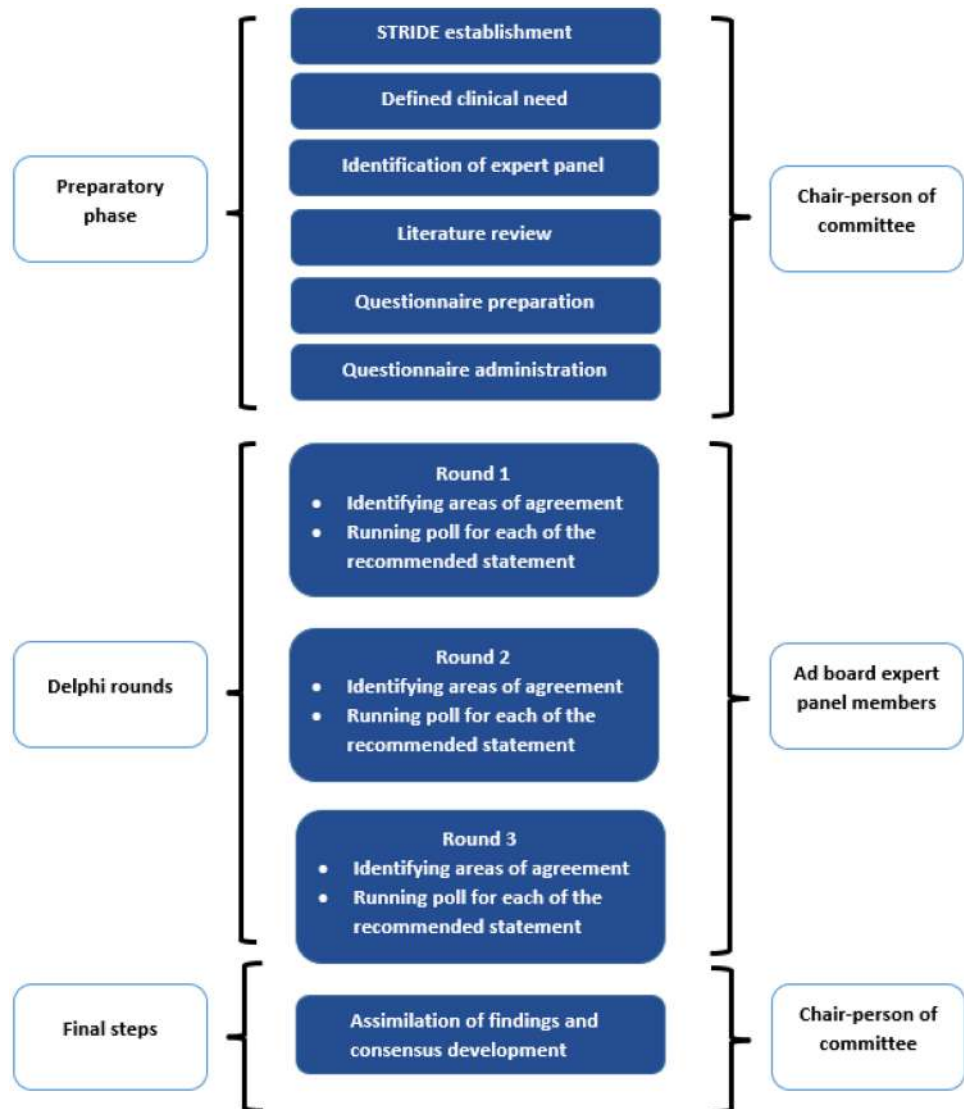 STRIDE establishment
Defined clinical need
Identification of expert panel
Literature review
Questionnaire preparation
Questionnaire administration
Preparatory
phase
Chair-person of
committee
Round 1
• Identifying areas of agreement
• Running poll for each of the
recommended statement
Round 2
• Identifying areas of agreement
• Running poll for each of the
recommended statement
Round 3
• Identifying areas of agreement
• Running poll for each of the
recommended statement
Delphi rounds
Ad board expert
panel members
Final steps
Assimilation of findings and
consensus development
Chair-person of
committee